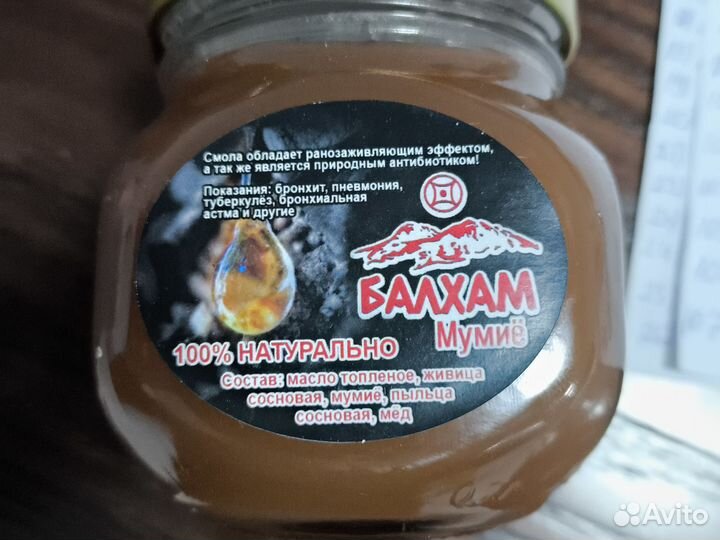 Смола обладает ранозаживляющим эффектом,
а так же является природным антибиотиком!
Показания: бронхит, пневмония,
туберкулёз, бронхиальная
астма и другие
БАЛХАМ
Мумиё
100% НАТУРАЛЬНО
Состав: масло топленое, живица
сосновая, мумиё, пыльца
сосновая, мёд
Avito